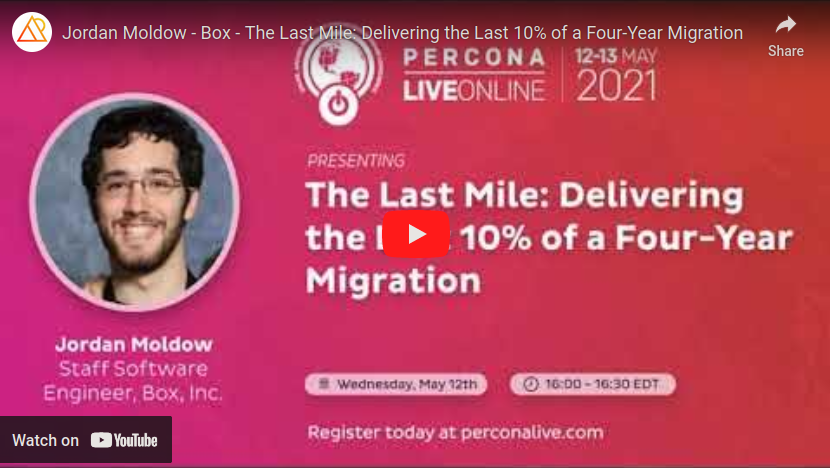 Jordan Moldow - Box - The Last Mile: Delivering the Last 10% of a Four-Year Migration
Share
PERCONA
LIVEONLINE
12-13 MAY
2021
PRESENTING
The Last Mile: Delivering
the 10% of a Four-Year
Migration
Jordan Moldow
Staff Software
Engineer, Box, Inc.
Wednesday, May 12th
16:00 - 16:30 EDT
Register today at perconalive.com
Watch on YouTube